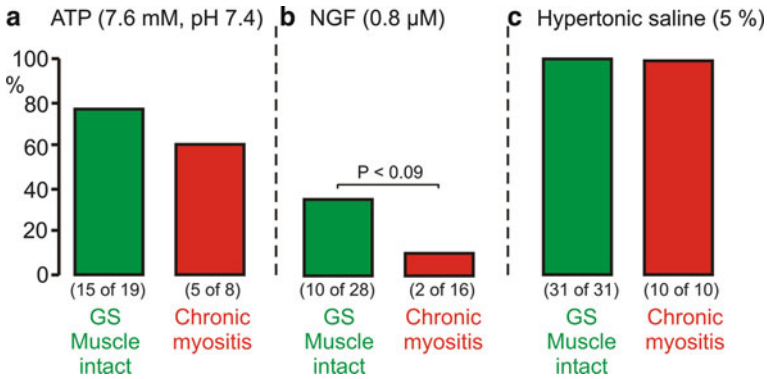 a ATP (7.6 mM, pH 7.4) b NGF (0.8 µM) c Hypertonic saline (5 %)
100
%
80
60
40
20
0
P < 0.09
(15 of 19) (5 of 8) (10 of 28) (2 of 16) (31 of 31) (10 of 10)
GS Chronic GS Chronic GS Chronic
Muscle myositis Muscle myositis Muscle myositis
intact intact intact